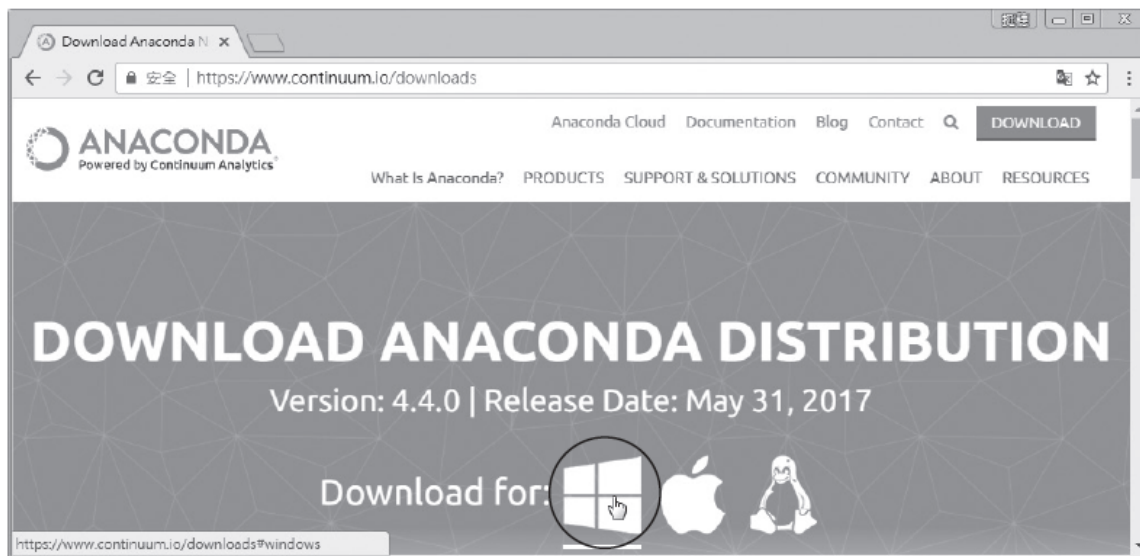 Download Anaconda N
安全 | https://www.continuum.io/downloads
ANACONDA
Powered by Continuum Analytics
Anaconda Cloud Documentation Blog Contact DOWNLOAD
What Is Anaconda? PRODUCTS SUPPORT & SOLUTIONS COMMUNITY ABOUT RESOURCES
DOWNLOAD ANACONDA DISTRIBUTION
Version: 4.4.0 | Release Date: May 31, 2017
Download for:
https://www.continuum.io/downloads#windows